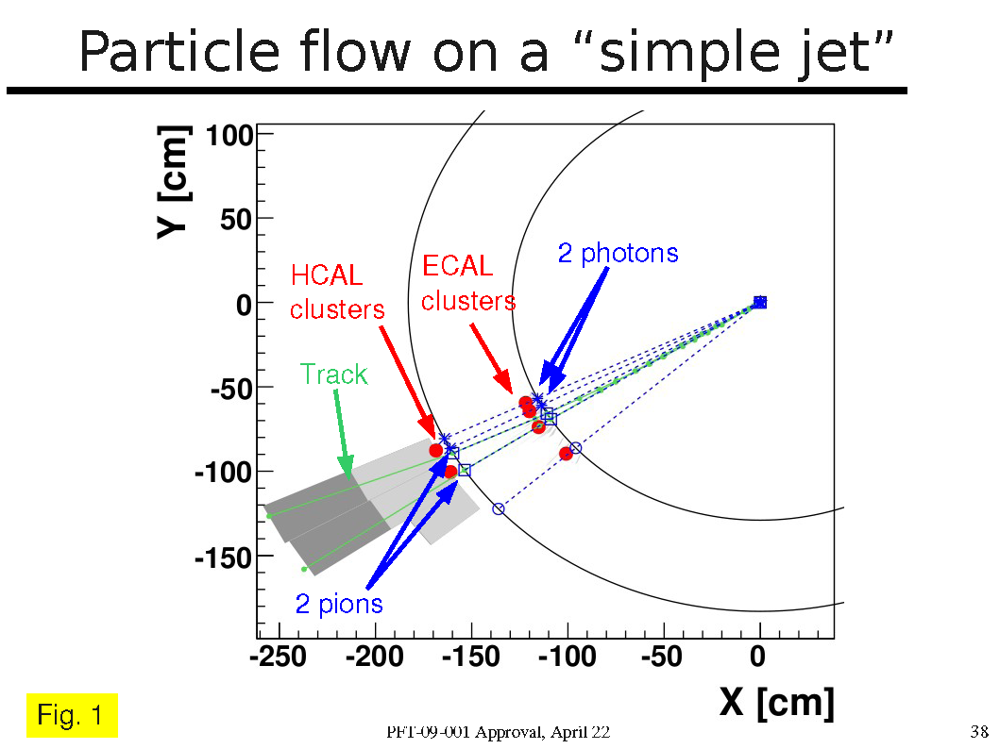 Particle flow on a “simple jet”
Y [cm]
100
50
0
-50
-100
-150
HCAL
clusters
ECAL
clusters
2 photons
Track
2 pions
-250 -200 -150 -100 -50 0
X [cm]
Fig. 1
PFT-09-001 Approval, April 22
38